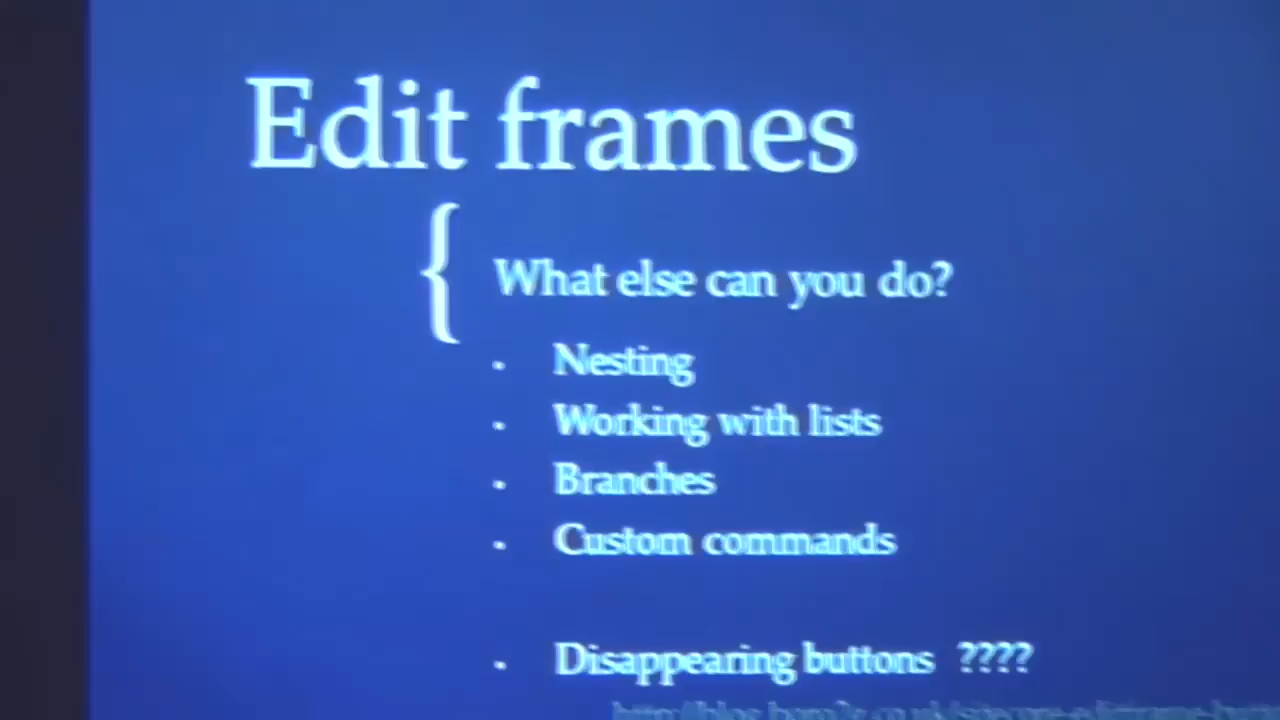 Edit frames
{ What else can you do?
• Nesting
• Working with lists
• Branches
• Custom commands
• Disappearing buttons ????